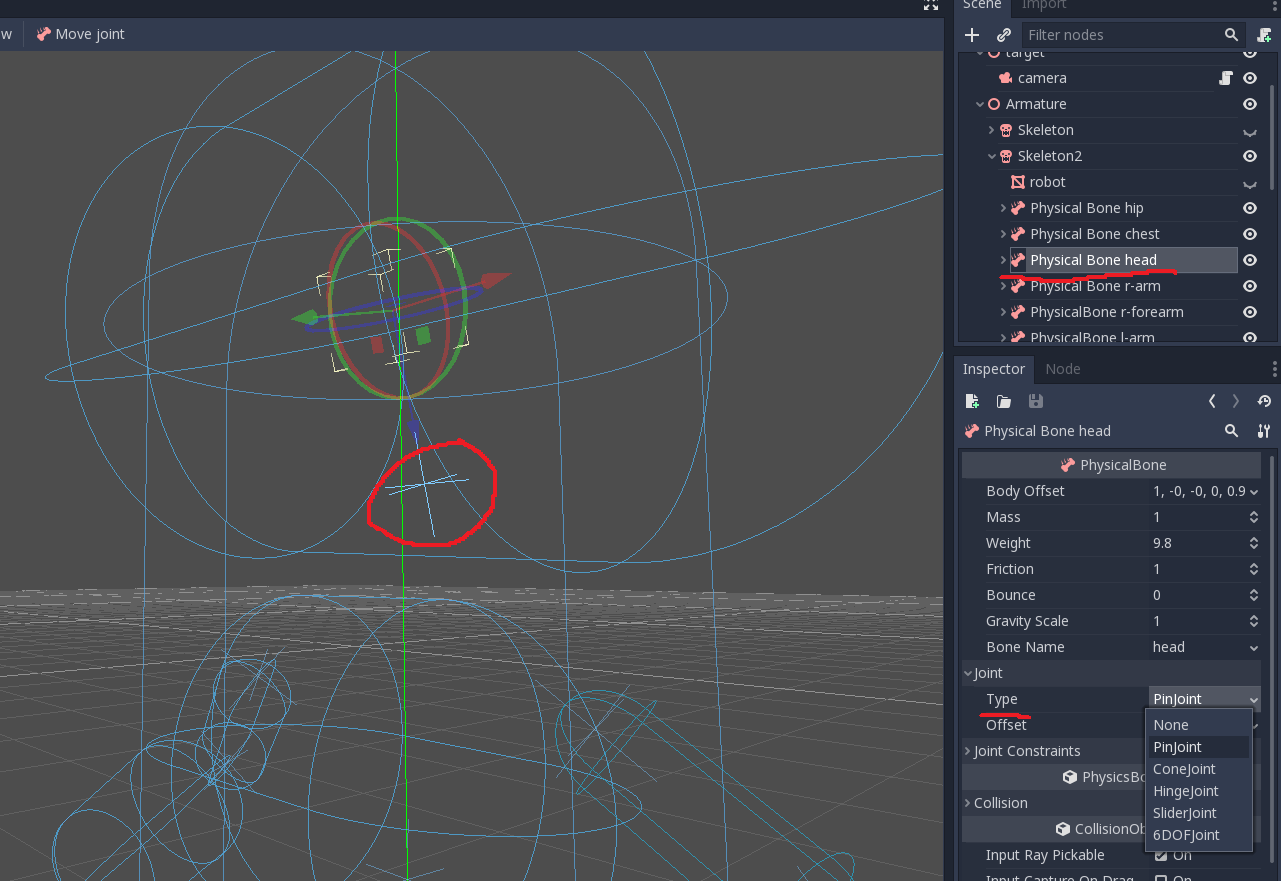 Scene Import
w Move joint
Filter nodes
target
camera
Armature
Skeleton
Skeleton2
robot
Physical Bone hip
Physical Bone chest
Physical Bone head
Physical Bone r-arm
PhysicalBone r-forearm
PhysicalBone l-arm
Inspector Node
Physical Bone head
PhysicalBone
Body Offset 1, -0, -0, 0, 0.9
Mass 1
Weight 9.8
Friction 1
Bounce 0
Gravity Scale 1
Bone Name head
Joint
Type PinJoint
Offset
None
PinJoint
Joint Constraints
ConeJoint
PhysicsBo
HingeJoint
Collision
SliderJoint
CollisionOb
6DOFJoint
Input Ray Pickable On
Input Capture On Drag On